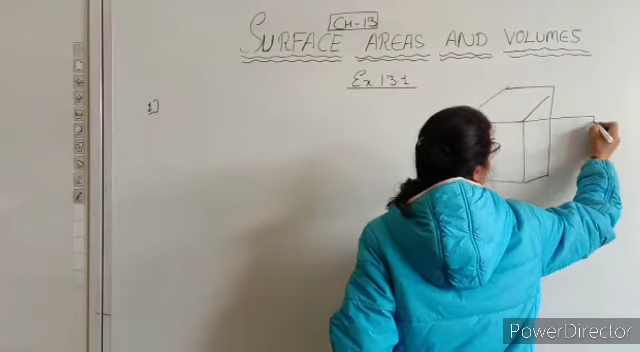 CH-13
SURFACE AREAS AND VOLUMES
Ex 13.1
1]
PowerDirector